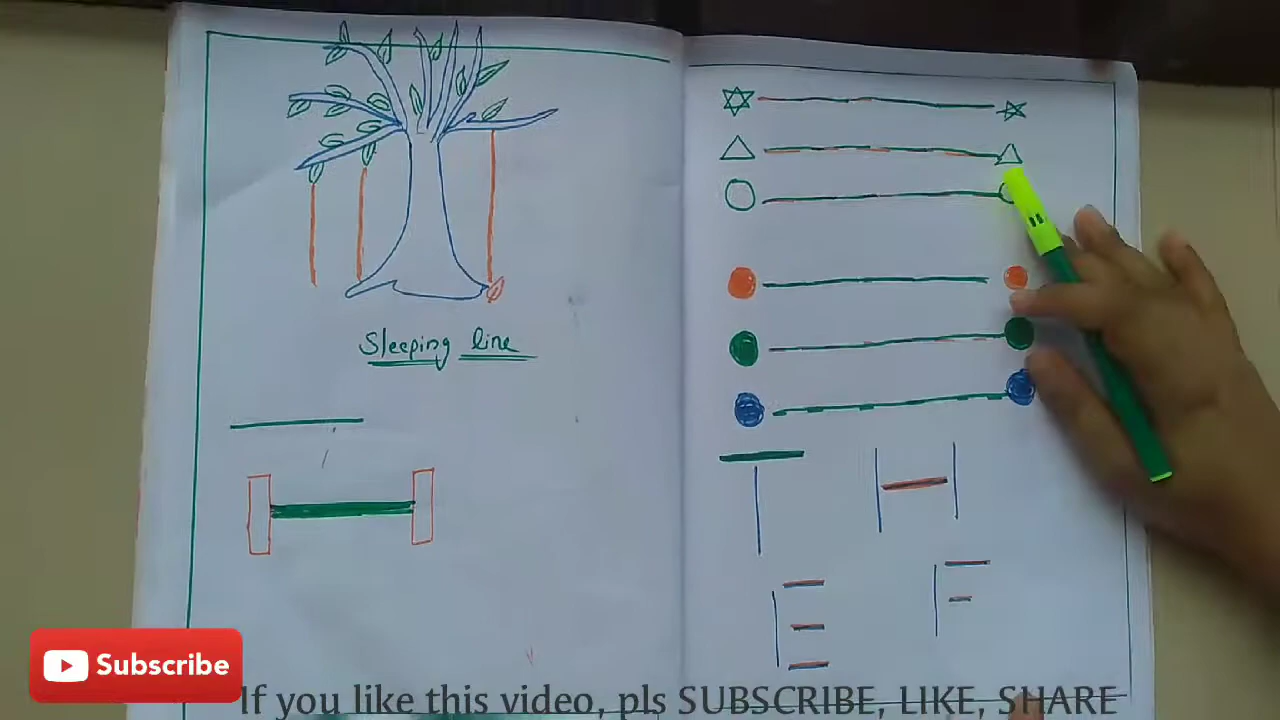 Sleeping line
T H
E F
Subscribe
If you like this video, pls SUBSCRIBE, LIKE, SHARE